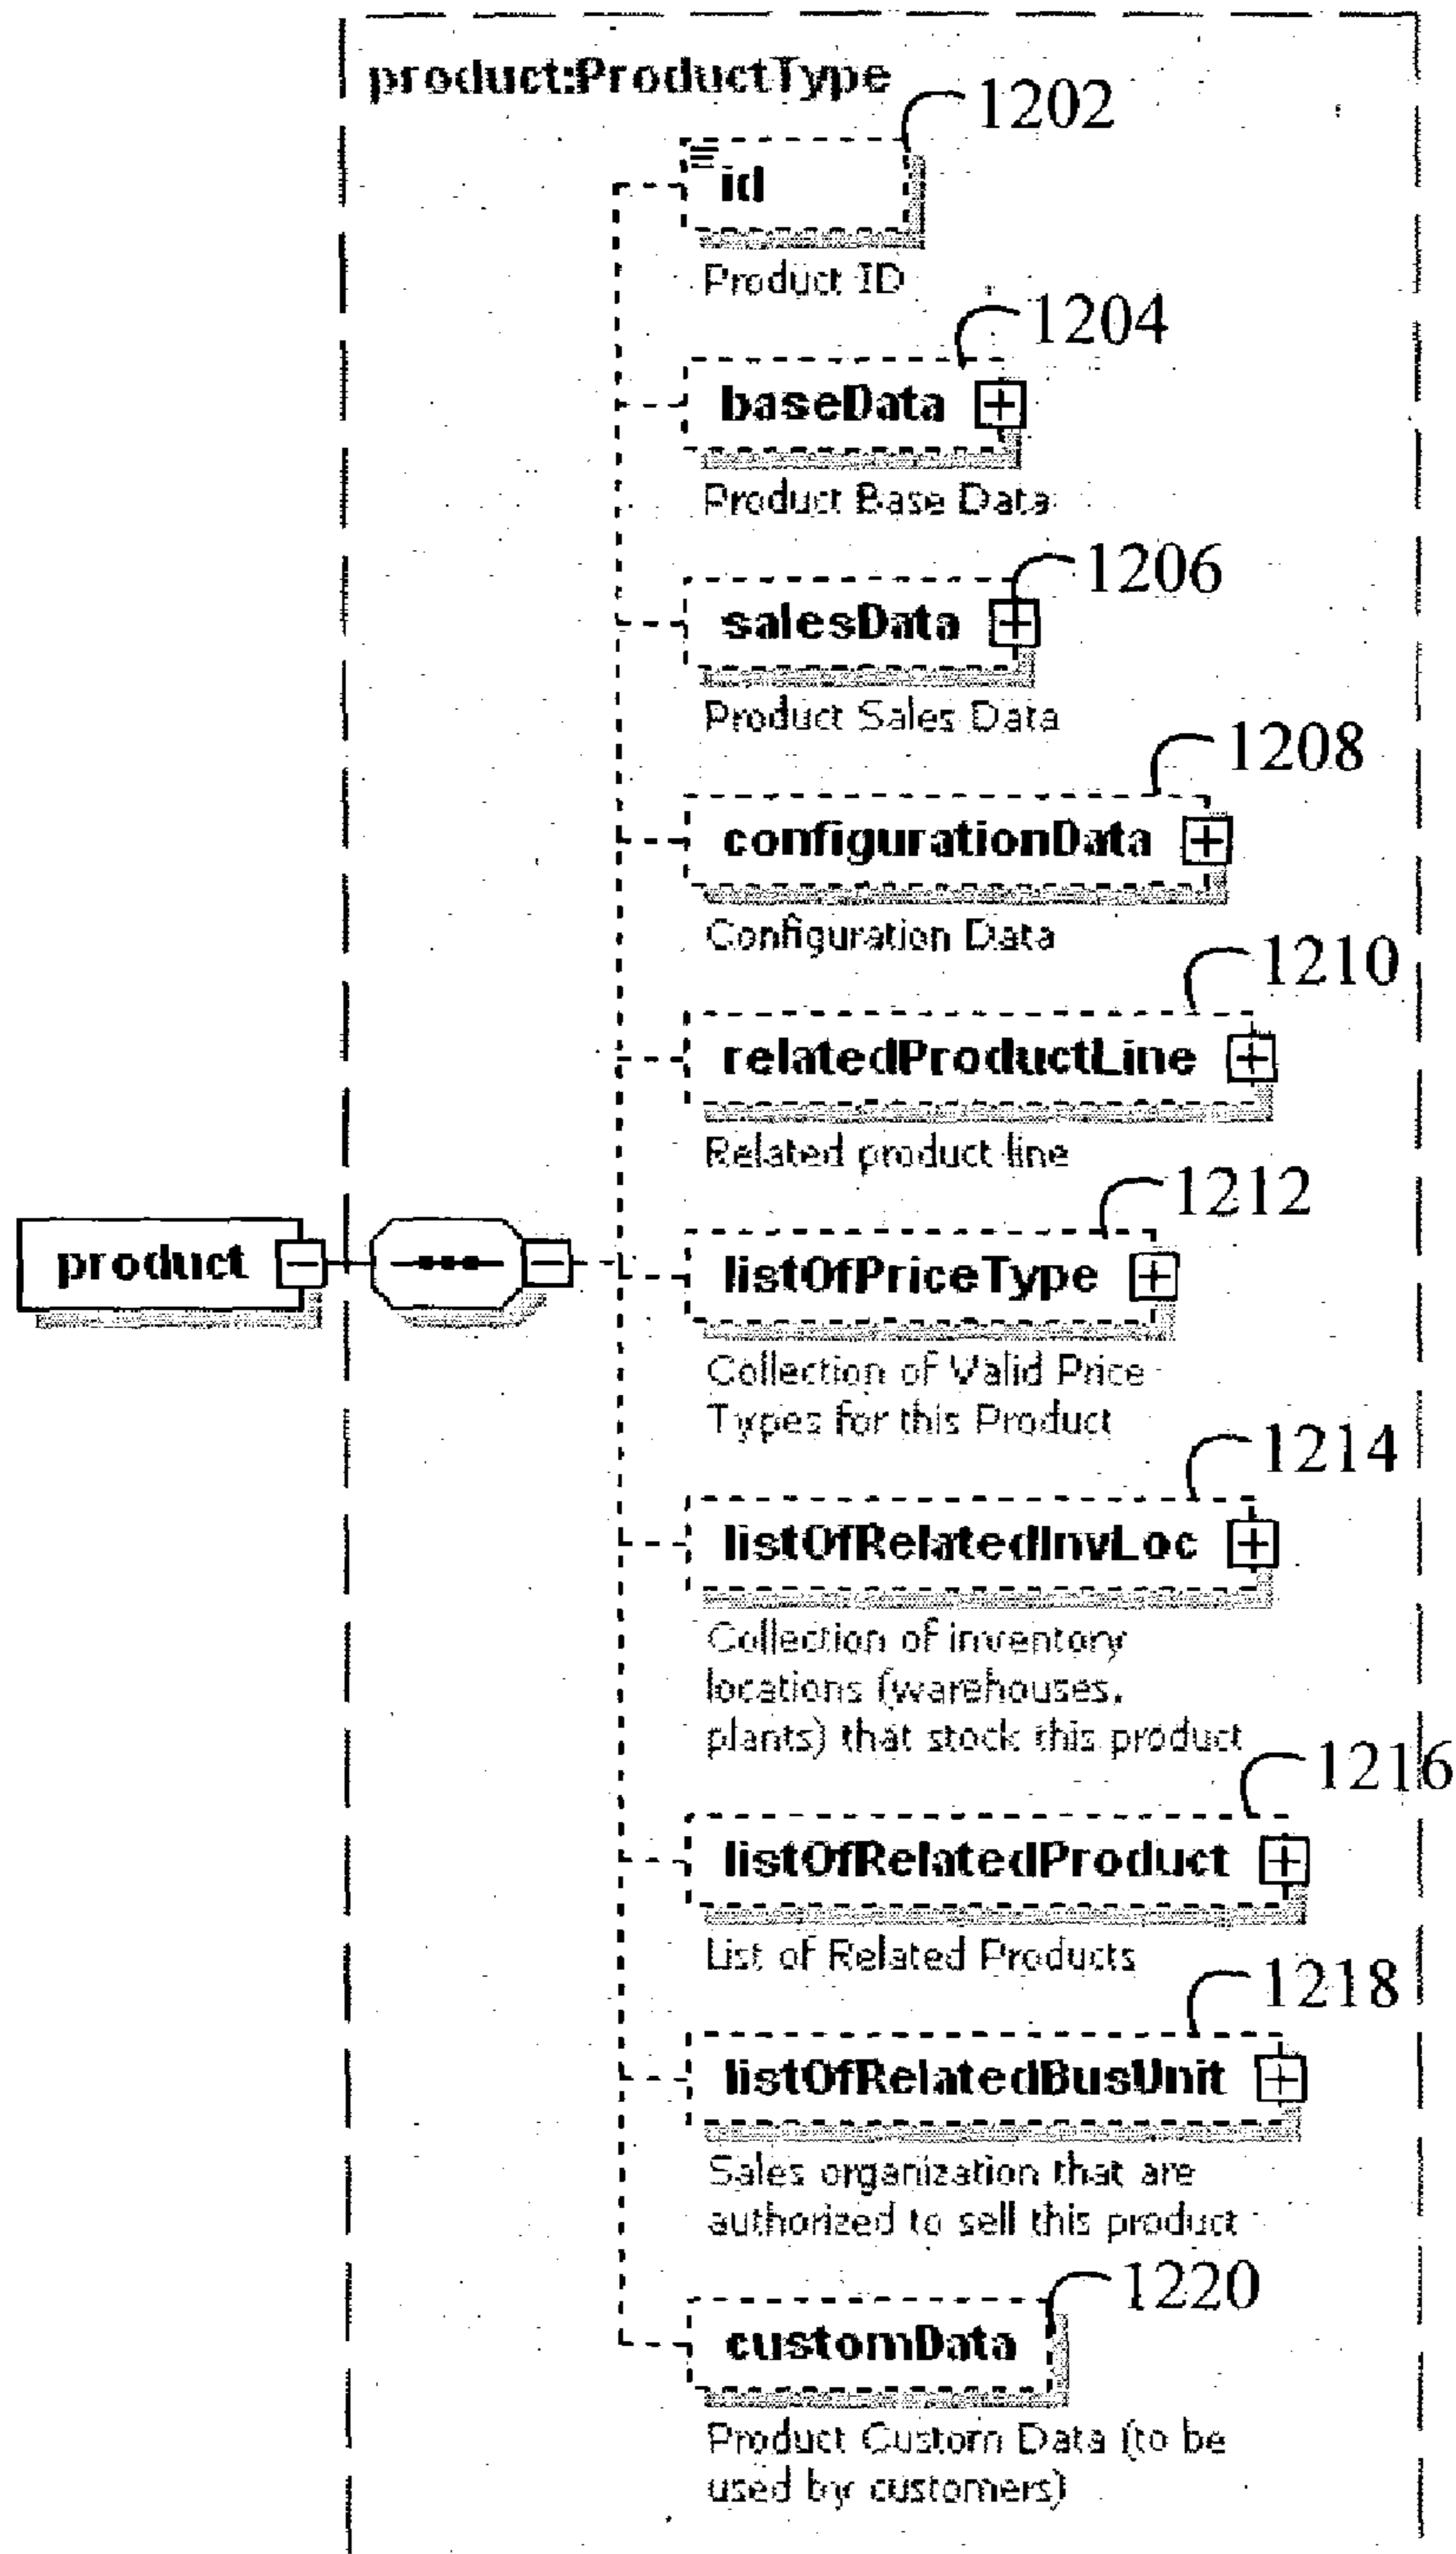 product:ProductType
1202
id
Product ID
1204
baseData
Product Base Data
1206
salesData
Product Sales Data
1208
configurationData
Configuration Data
1210
relatedProductLine
Related product line
1212
product
listOfPriceType
Collection of Valid Price
Types for this Product
1214
listOfRelatedInvLoc
Collection of inventory
locations (warehouses,
plants) that stock this product
1216
listOfRelatedProduct
List of Related Products
1218
listOfRelatedBusUnit
Sales organization that are
authorized to sell this product
1220
customData
Product Custom Data (to be
used by customers)